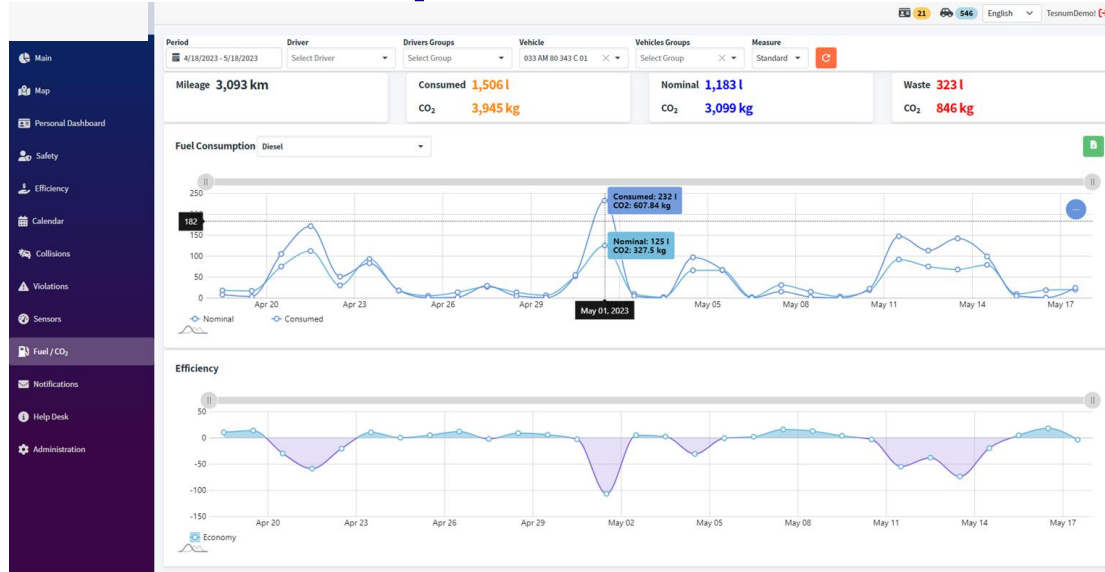 21 546 English TesnumDemo!
Main
Map
Personal Dashboard
Safety
Efficiency
Calendar
Collisions
Violations
Sensors
Fuel / CO₂
Notifications
Help Desk
Administration
Period Driver Drivers Groups Vehicle Vehicles Groups Measure
4/18/2023 - 5/18/2023 Select Driver Select Group 033 AM 80 343 C 01 Select Group Standard
Mileage 3,093 km Consumed 1,506 l Nominal 1,183 l Waste 323 l
CO₂ 3,945 kg CO₂ 3,099 kg CO₂ 846 kg
Fuel Consumption Diesel
250
182
150
100
50
0
Consumed: 232 l
CO2: 607.84 kg
Nominal: 125 l
CO2: 327.5 kg
Apr 20 Apr 23 Apr 26 Apr 29 May 01, 2023 May 05 May 08 May 11 May 14 May 17
Nominal Consumed
Efficiency
50
0
-50
-100
-150
Apr 20 Apr 23 Apr 26 Apr 29 May 02 May 05 May 08 May 11 May 14 May 17
Economy